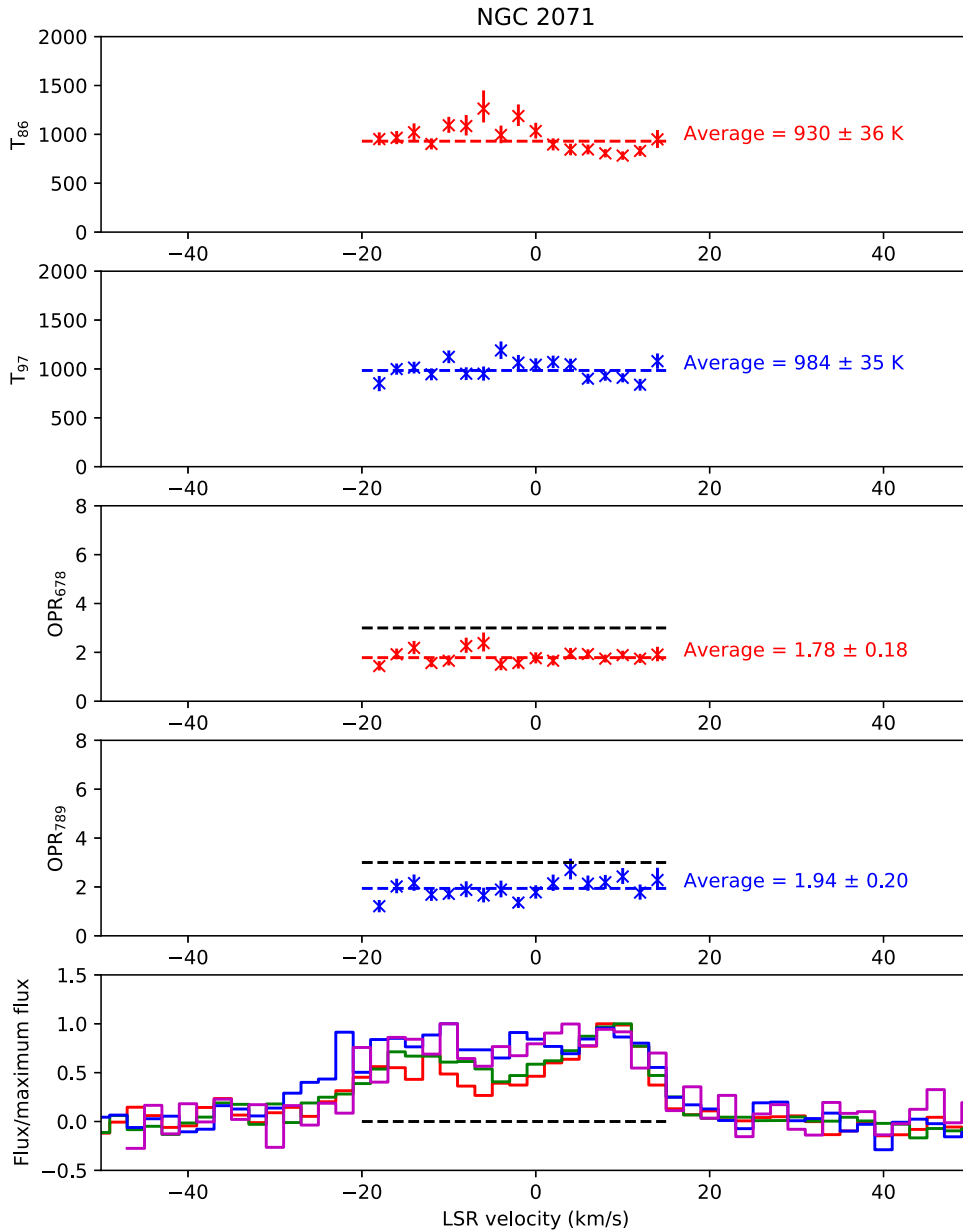 NGC 2071
2000
1500
1000
500
0
T86
Average = 930 ± 36 K
−40 −20 0 20 40
2000
1500
1000
500
0
T97
Average = 984 ± 35 K
−40 −20 0 20 40
8
6
4
2
0
OPR678
Average = 1.78 ± 0.18
−40 −20 0 20 40
8
6
4
2
0
OPR789
Average = 1.94 ± 0.20
−40 −20 0 20 40
1.5
1.0
0.5
0.0
−0.5
Flux/maximum flux
−40 −20 0 20 40
LSR velocity (km/s)